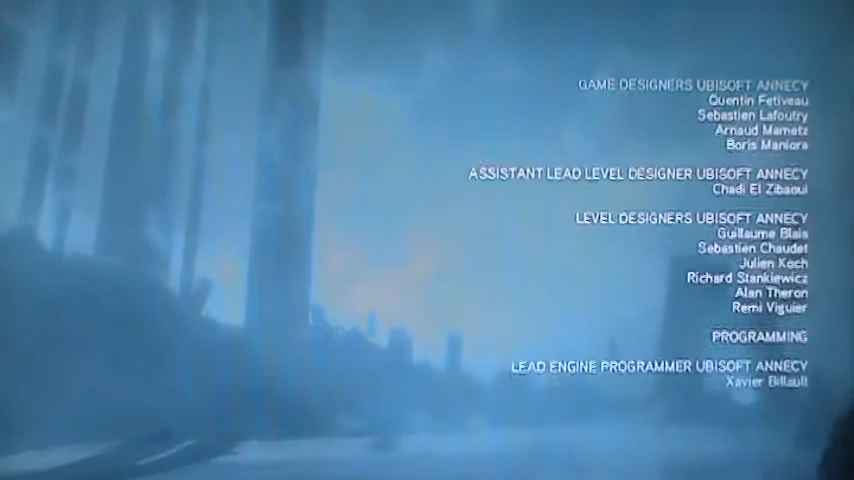 GAME DESIGNERS UBISOFT ANNECY
Quentin Fetiveau
Sebastien Lafoutry
Arnaud Mametz
Boris Maniora
ASSISTANT LEAD LEVEL DESIGNER UBISOFT ANNECY
Chadi El Zibaoui
LEVEL DESIGNERS UBISOFT ANNECY
Guillaume Blais
Sebastien Chaudat
Julien Koch
Richard Stankiewicz
Alan Theron
Remi Viguier
PROGRAMMING
LEAD ENGINE PROGRAMMER UBISOFT ANNECY
Xavier Billault